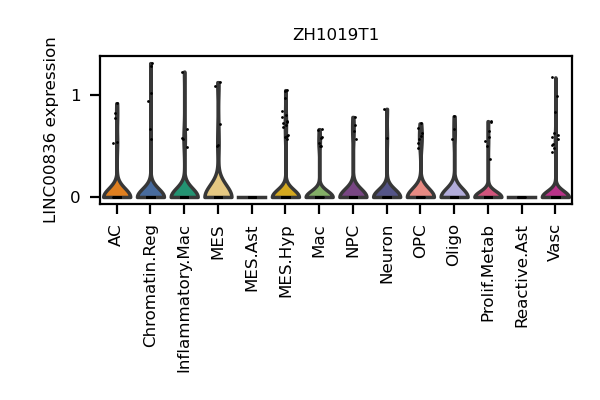 ZH1019T1
LINC00836 expression
1
0
AC
Chromatin.Reg
Inflammatory.Mac
MES
MES.Ast
MES.Hyp
Mac
NPC
Neuron
OPC
Oligo
Prolif.Metab
Reactive.Ast
Vasc